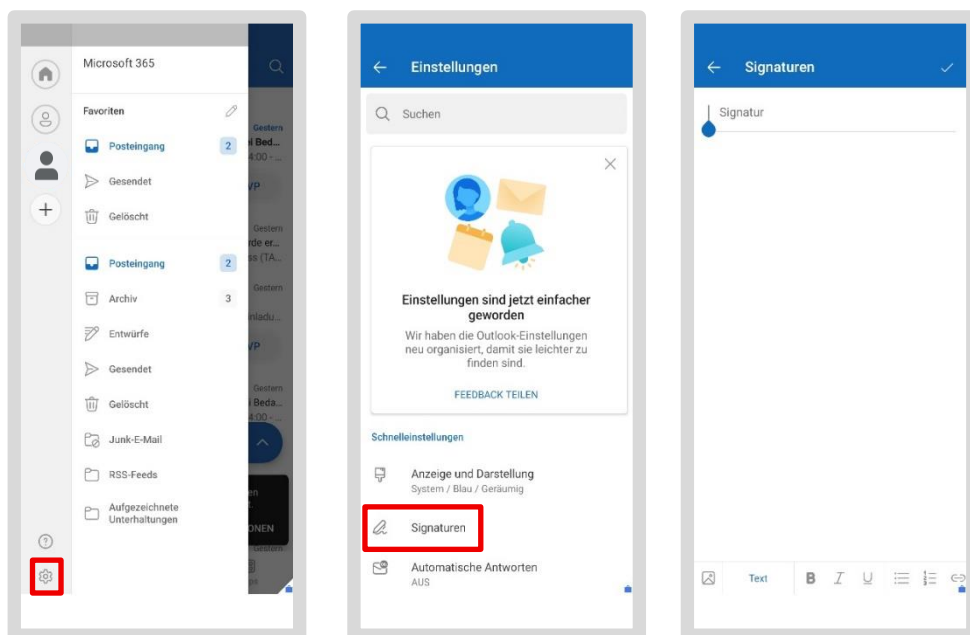 Microsoft 365
Favoriten
Gestern
Posteingang 2
Gesendet
Gelöscht
Gestern
Posteingang 2
Gestern
Archiv 3
Entwürfe
Gesendet
Gestern
Gelöscht
Junk-E-Mail
RSS-Feeds
Aufgezeichnete
Unterhaltungen
Gestern
Einstellungen
Suchen
Einstellungen sind jetzt einfacher
geworden
Wir haben die Outlook-Einstellungen
neu organisiert, damit sie leichter zu
finden sind.
FEEDBACK TEILEN
Schnelleinstellungen
Anzeige und Darstellung
System / Blau / Geräumig
Signaturen
Automatische Antworten
AUS
Signaturen
Signatur
Text B I U